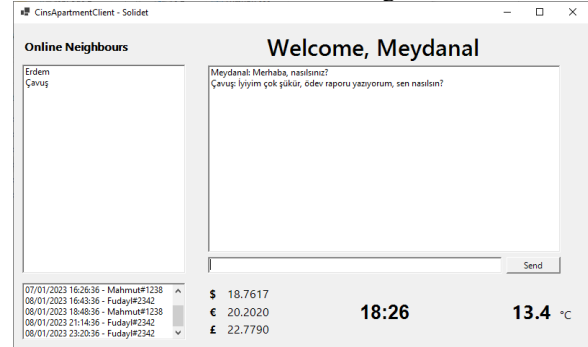 CinsApartmentClient - Solidet
Online Neighbours
Welcome, Meydanal
Erdem
Çavuş
Meydanal: Merhaba, nasılsınız?
Çavuş: İyiyim çok şükür, ödev raporu yazıyorum, sen nasılsın?
Send
07/01/2023 16:26:36 - Mahmut#1238
08/01/2023 16:43:36 - Fudayl#2342
08/01/2023 18:48:36 - Mahmut#1238
08/01/2023 21:14:36 - Fudayl#2342
08/01/2023 23:20:36 - Fudayl#2342
$ 18.7617
€ 20.2020
£ 22.7790
18:26
13.4 °C